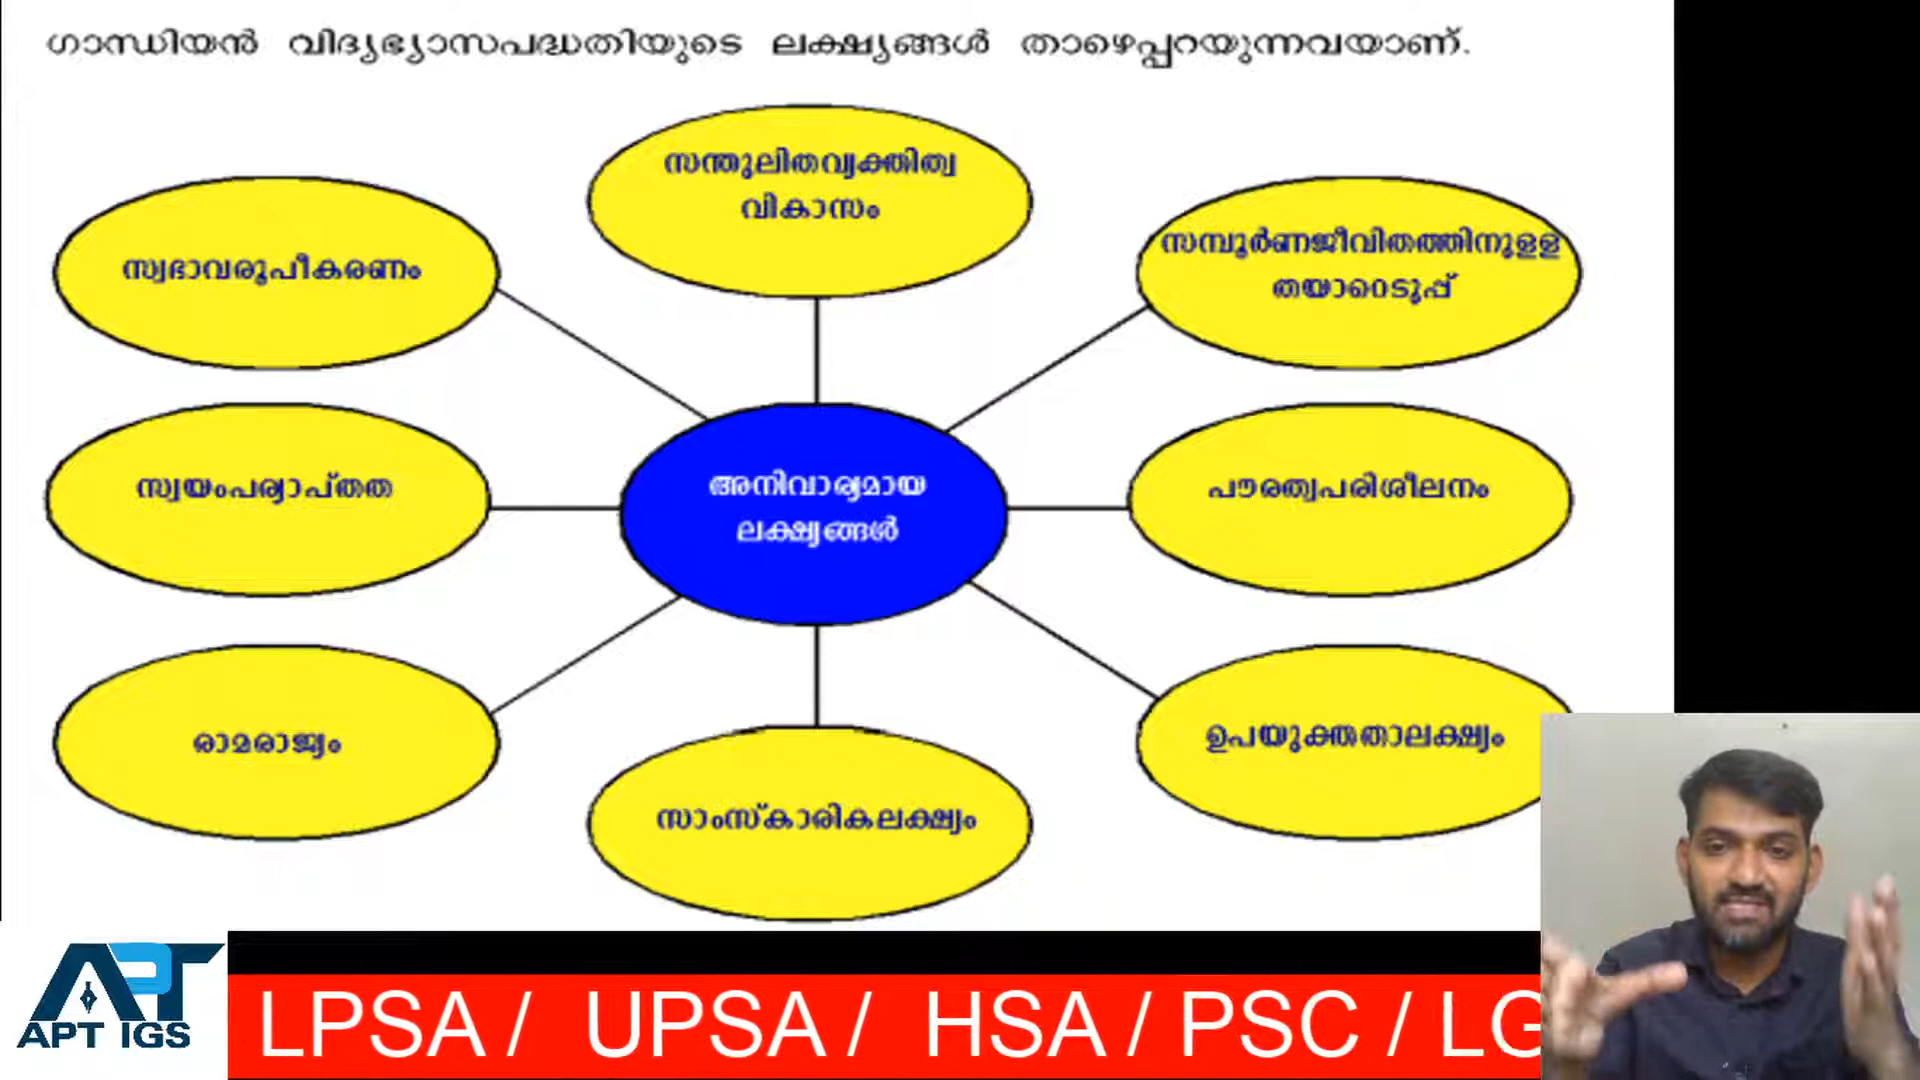 ഗാന്ധിയൻ വിദ്യഭ്യാസപദ്ധതിയുടെ ലക്ഷ്യങ്ങൾ താഴെപ്പറയുന്നവയാണ്.
സന്തുലിതവ്യക്തിത്വ
വികാസം
സ്വഭാവരൂപീകരണം
സമ്പൂർണജീവിതത്തിനുളള
തയാറെടുപ്പ്
സ്വയംപര്യാപ്തത
അനിവാര്യമായ
ലക്ഷ്യങ്ങൾ
പൗരത്വപരിശീലനം
രാമരാജ്യം
ഉപയുക്തതാലക്ഷ്യം
സാംസ്കാരികലക്ഷ്യം
APT
APT IGS
LPSA / UPSA / HSA / PSC / LG